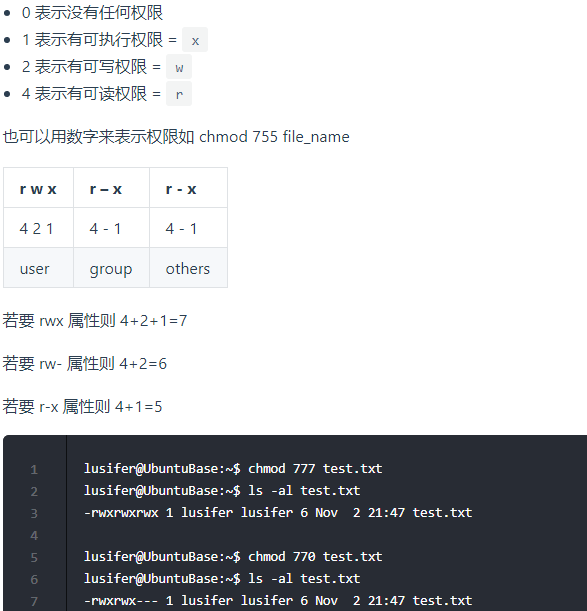 0 表示没有任何权限
1 表示有可执行权限 = x
2 表示有可写权限 = w
4 表示有可读权限 = r
也可以用数字来表示权限如 chmod 755 file_name
r w x r – x r - x
4 2 1 4 - 1 4 - 1
user group others
若要 rwx 属性则 4+2+1=7
若要 rw- 属性则 4+2=6
若要 r-x 属性则 4+1=5
1 lusifer@UbuntuBase:~$ chmod 777 test.txt
2 lusifer@UbuntuBase:~$ ls -al test.txt
3 -rwxrwxrwx 1 lusifer lusifer 6 Nov  2 21:47 test.txt
4
5 lusifer@UbuntuBase:~$ chmod 770 test.txt
6 lusifer@UbuntuBase:~$ ls -al test.txt
7 -rwxrwx--- 1 lusifer lusifer 6 Nov  2 21:47 test.txt